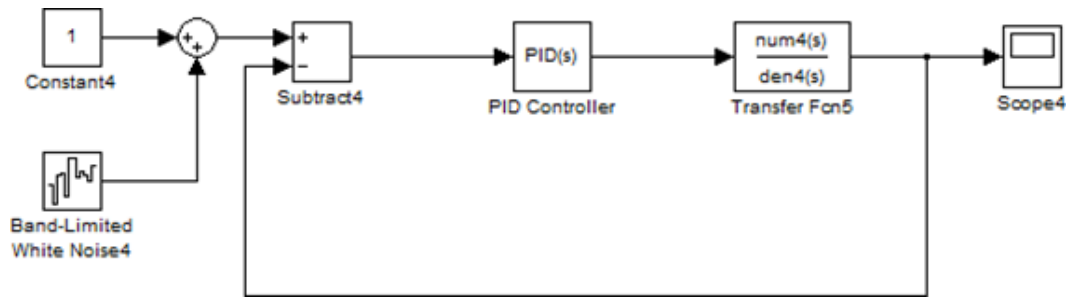 1
Constant4
+
+
+
−
Subtract4
PID(s)
PID Controller
num4(s)
den4(s)
Transfer Fcn5
Scope4
Band-Limited
White Noise4